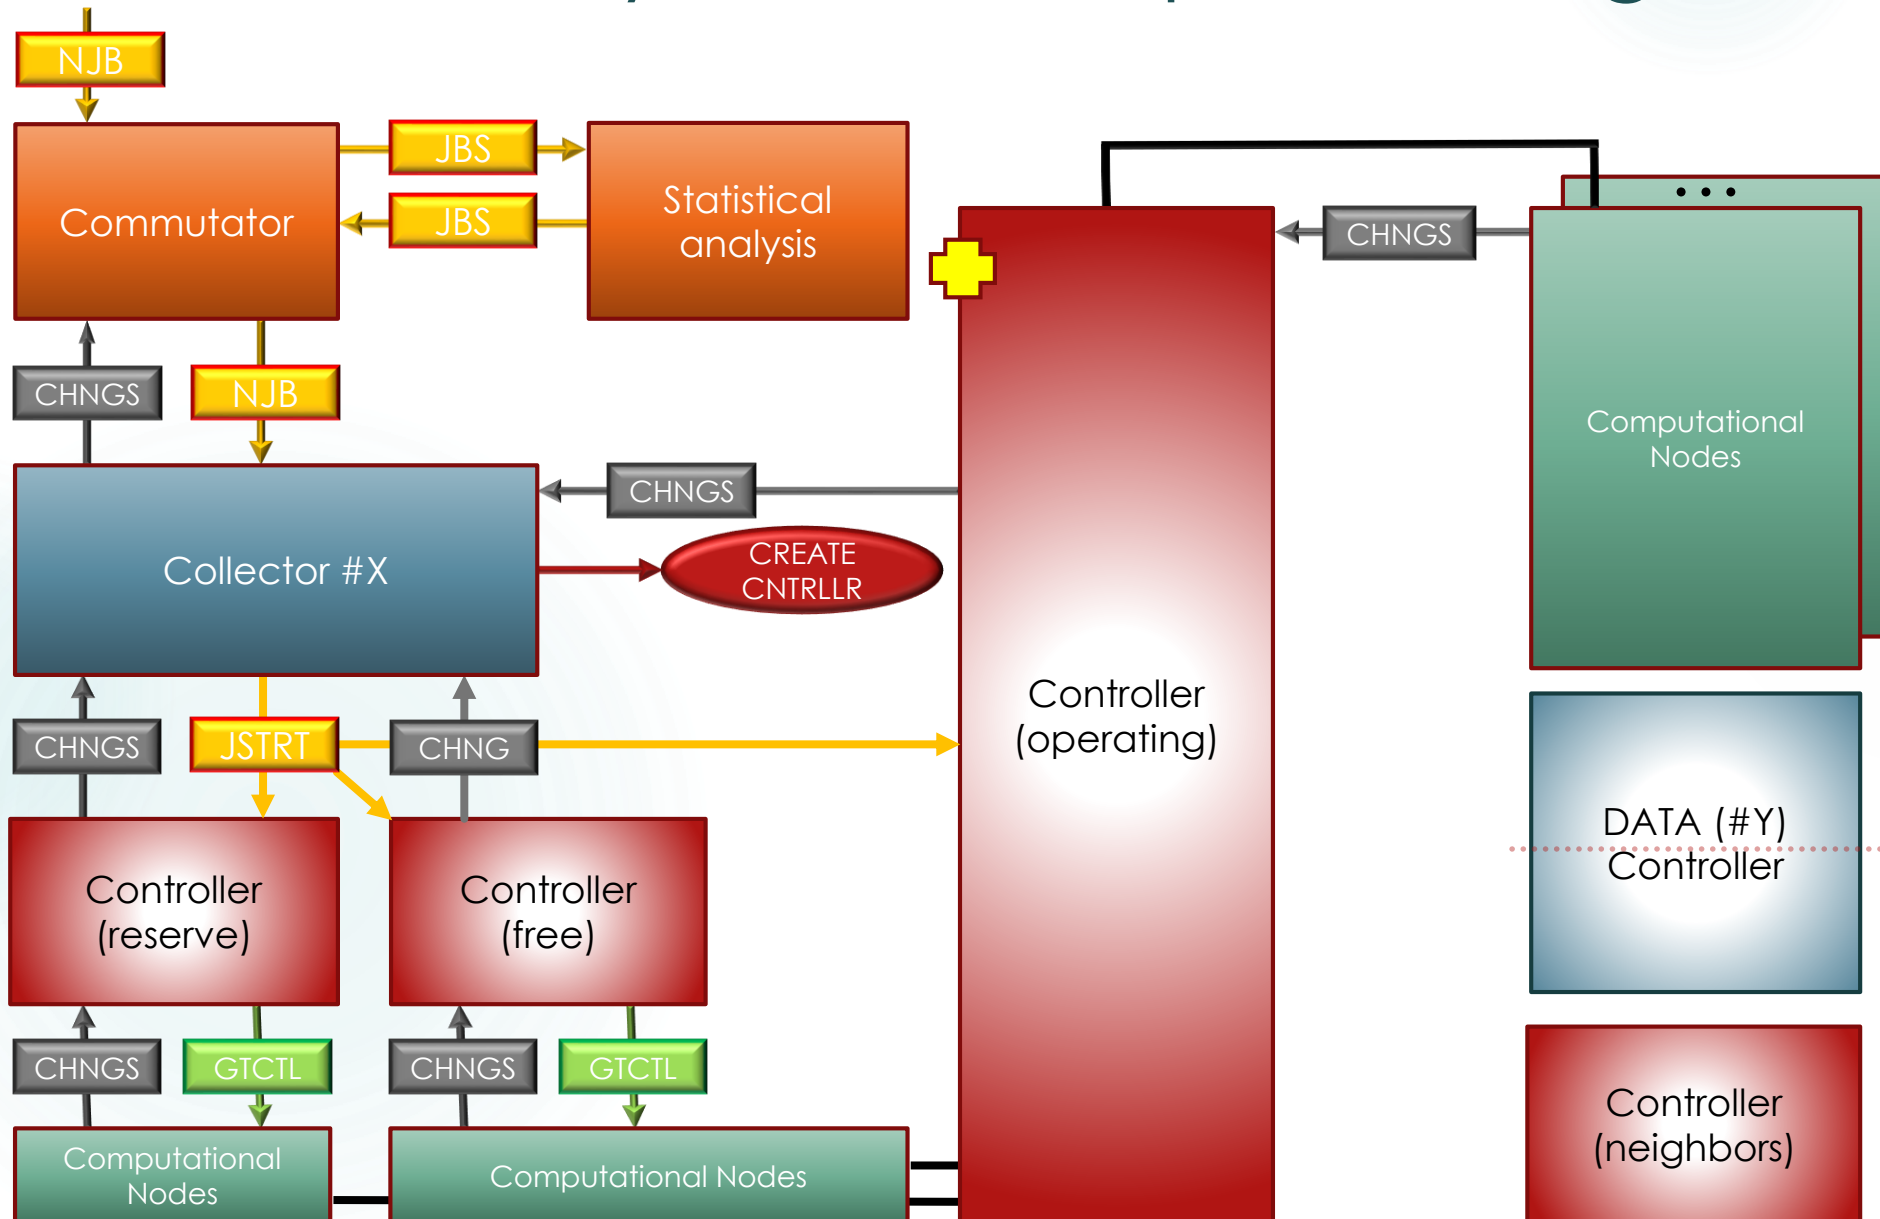 NJB
JBS
Commutator
JBS
Statistical
analysis
CHNGS
• • •
CHNGS
NJB
Computational
Nodes
CHNGS
Collector #X
CREATE
CNTRLLR
CHNGS
JSTRT
CHNG
Controller
(operating)
DATA (#Y)
Controller
Controller
(reserve)
Controller
(free)
CHNGS
GTCTL
CHNGS
GTCTL
Controller
(neighbors)
Computational
Nodes
Computational Nodes